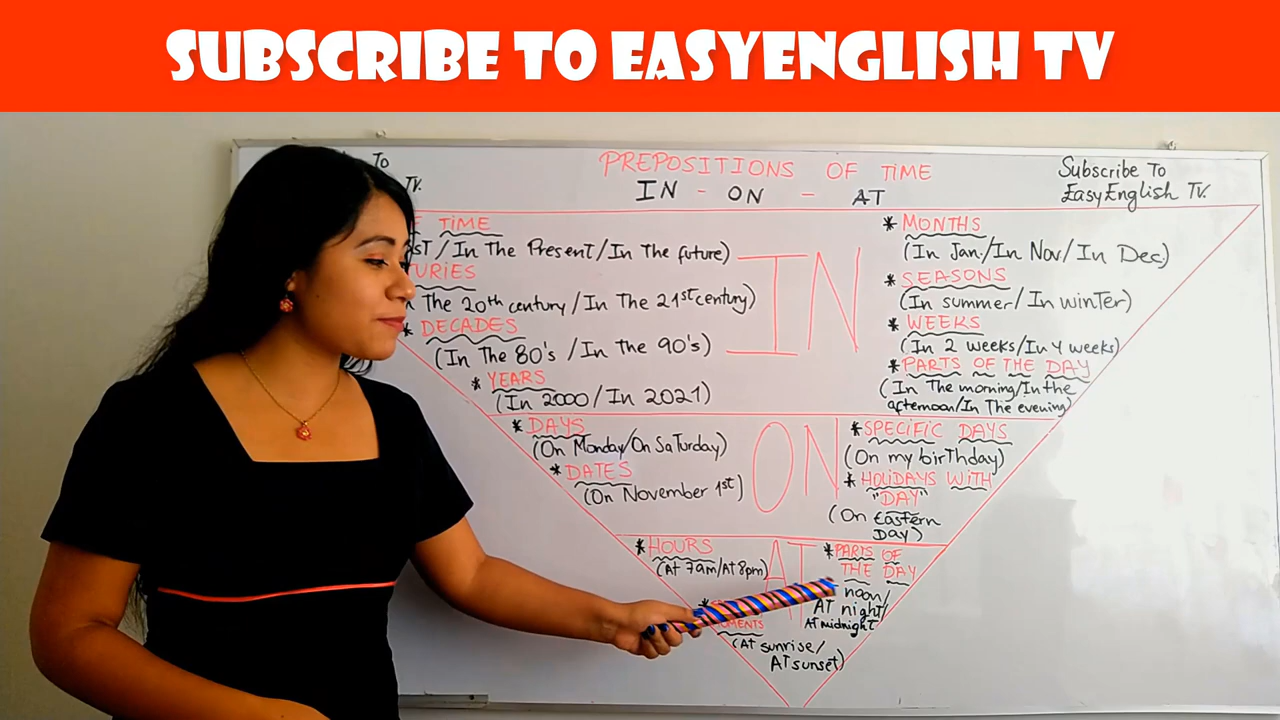 SUBSCRIBE TO EASYENGLISH TV
PREPOSITIONS OF TIME
IN - ON - AT
To
TV.
Subscribe To
EasyEnglish TV.
TIME
/In The Present/In The future)
IN
* DECADES
The 20th century/In The 21st century)
(In The 80's /In the 90's)
* YEARS
(In 2000/In 2021)
* MONTHS
(In Jan/In Nov/In Dec)
* SEASONS
(In summer/In winTer)
* WEEKS
(In 2 weeks/In 4 weeks)
* PARTS OF THE DAY
(In The morning/In the
afternoon/In The evening)
* DAYS
(On Monday/On SaTurday)
* DATES
(On November 1st)
ON
* SPECIFIC DAYS
(On my birThday)
* HOLIDAYS WITH
"DAY"
(On Eastern
Day)
* HOURS
(At 7am/At 8pm)
AT
* PARTS OF
THE DAY
noon/
AT night/
AT midnight
(At sunrise/
AT sunset)